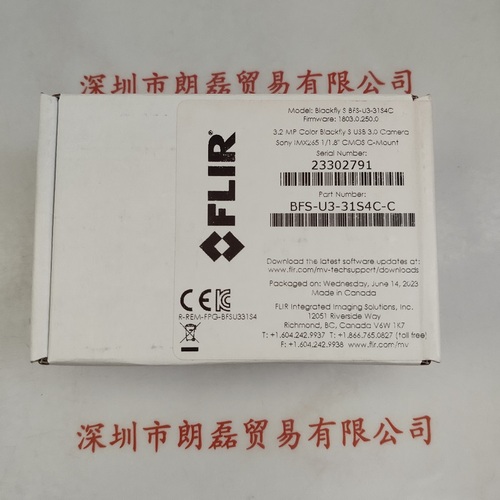 深圳市朗磊贸易有限公司
FLIR
Model: Blackfly S BFS-U3-31S4C
Firmware: 1803.0.250.0
3.2 MP Color Blackfly S USB 3.0 Camera
Sony IMX265 1/1.8" CMOS C-Mount
Serial Number:
23302791
Part Number:
BFS-U3-31S4C-C
Download the latest software updates at:
www.flir.com/mv-techsupport/downloads
Packaged on: Wednesday, June 14, 2023
Made in Canada
CE
R-REM-FPG-BFSU331S4
FLIR Integrated Imaging Solutions, Inc.
12051 Riverside Way
Richmond, BC, Canada V6W 1K7
T:+1.604.242.9937 T:+1.866.765.0827 (toll free)
F: +1.604.242.9938 www.flir.com/mv
深圳市朗磊贸易有限公司